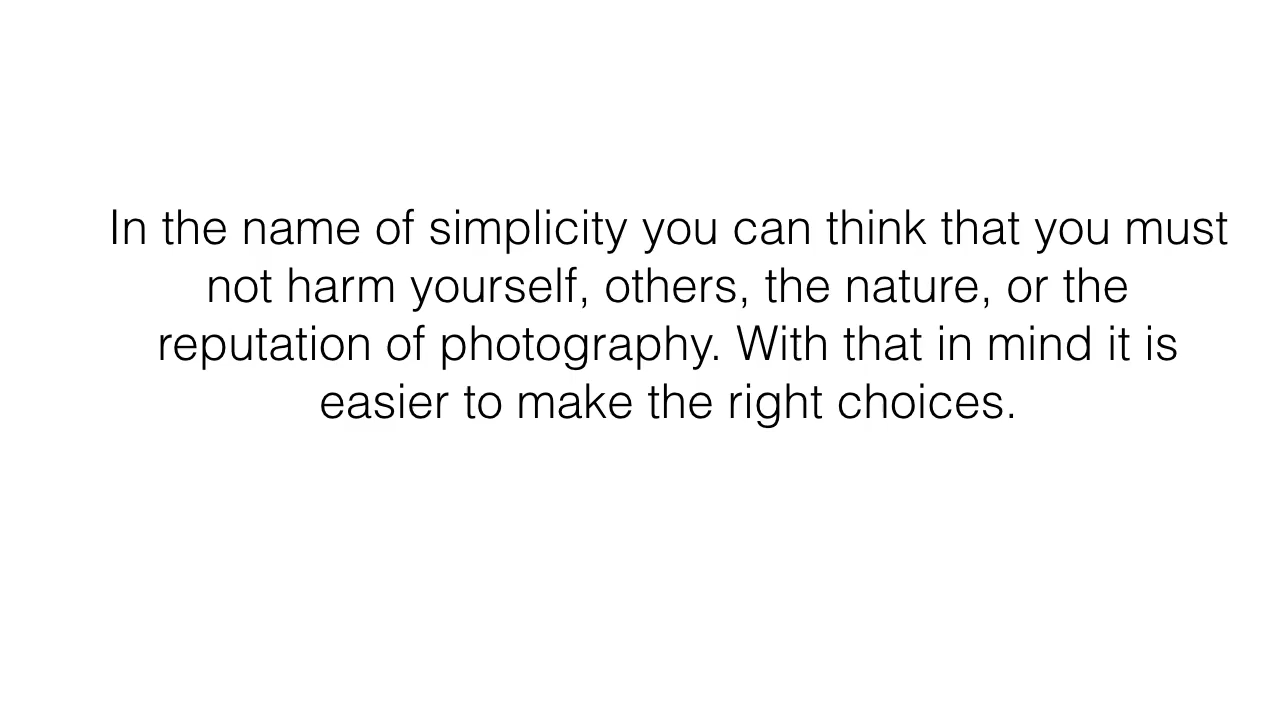 In the name of simplicity you can think that you must
not harm yourself, others, the nature, or the
reputation of photography. With that in mind it is
easier to make the right choices.